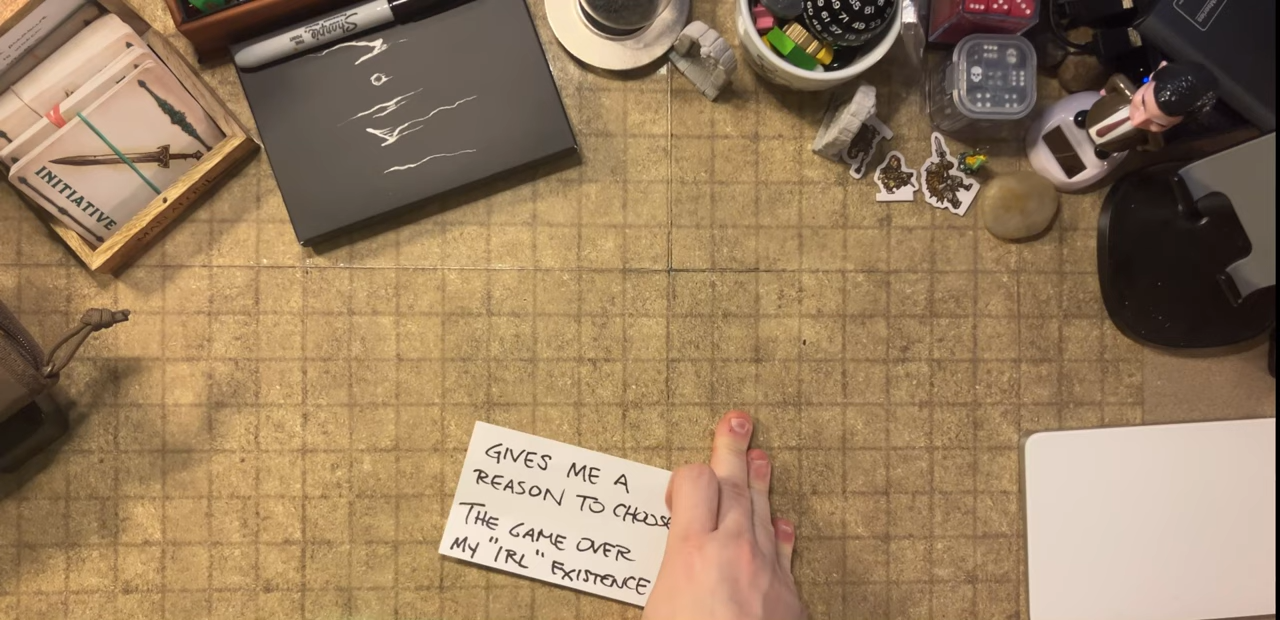 Sharpie
INITIATIVE
GIVES ME A
REASON TO CHOOSE
THE GAME OVER
MY "IRL" EXISTENCE